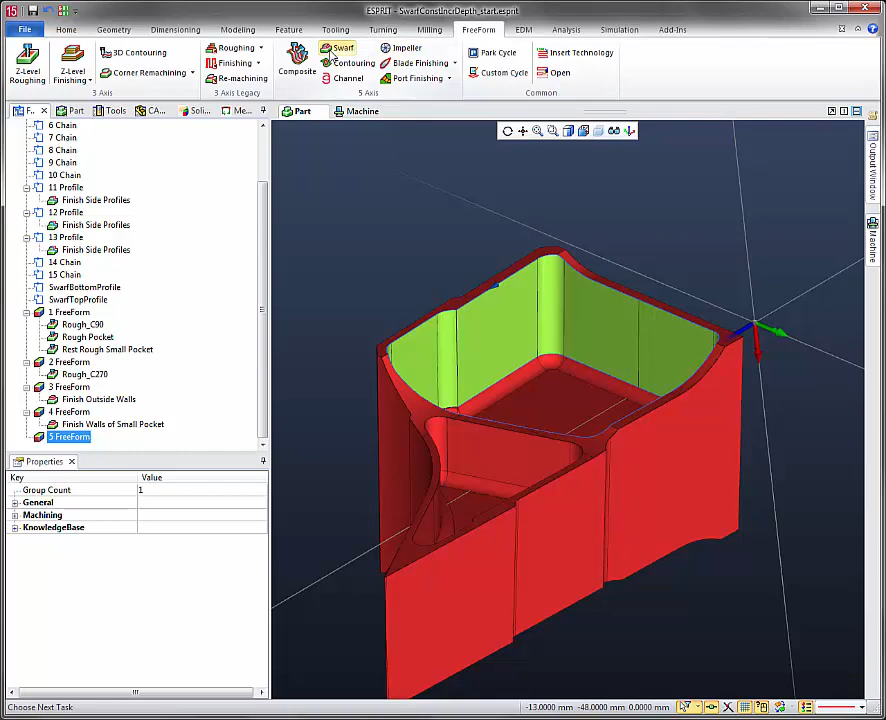 ESPRIT - SwarfConstIncrDepth_start.esprit
File Home Geometry Dimensioning Modeling Feature Tooling Turning Milling FreeForm EDM Analysis Simulation Add-Ins
Z-Level Roughing
Z-Level Finishing
3D Contouring
Corner Remachining
3 Axis
Roughing
Finishing
Re-machining
3 Axis Legacy
Composite
Swarf
Contouring
Channel
Impeller
Blade Finishing
Port Finishing
5 Axis
Park Cycle
Custom Cycle
Insert Technology
Open
Common
F... Part Tools CA... Soli... Me...
Part Machine
6 Chain
7 Chain
8 Chain
9 Chain
10 Chain
11 Profile
Finish Side Profiles
12 Profile
Finish Side Profiles
13 Profile
Finish Side Profiles
14 Chain
15 Chain
SwarfBottomProfile
SwarfTopProfile
1 FreeForm
Rough_C90
Rough Pocket
Rest Rough Small Pocket
2 FreeForm
Rough_C270
3 FreeForm
Finish Outside Walls
4 FreeForm
Finish Walls of Small Pocket
5 FreeForm
Properties
Key Value
Group Count 1
General
Machining
KnowledgeBase
Output Window
Machine
Choose Next Task
-13.0000 mm -48.0000 mm 0.0000 mm